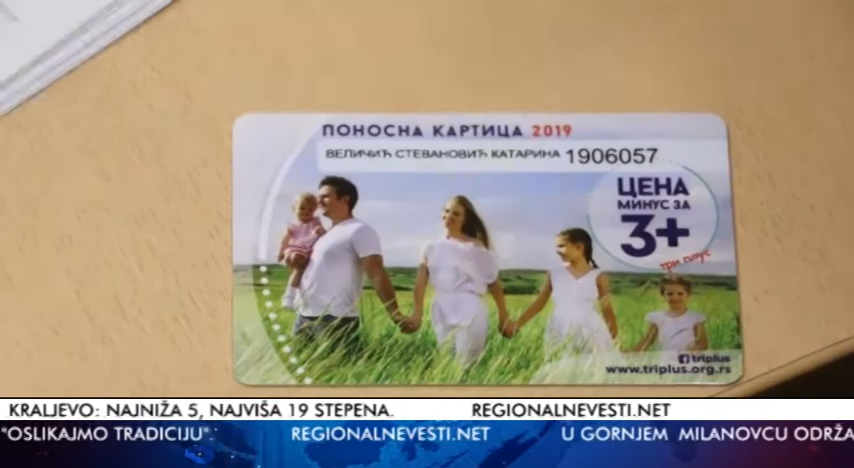 ПОНОСНА КАРТИЦА 2019
ВЕЛИЧИЋ СТЕВАНОВИЋ КАТАРИНА 1906057
ЦЕНА
МИНУС ЗА
3+
три плус
triplus
www.triplus.org.rs
KRALJEVO: NAJNIŽA 5, NAJVIŠA 19 STEPENA. REGIONALNEVESTI.NET
"OSLIKAJMO TRADICIJU". REGIONALNEVESTI.NET U GORNJEM MILANOVCU ODRŽA